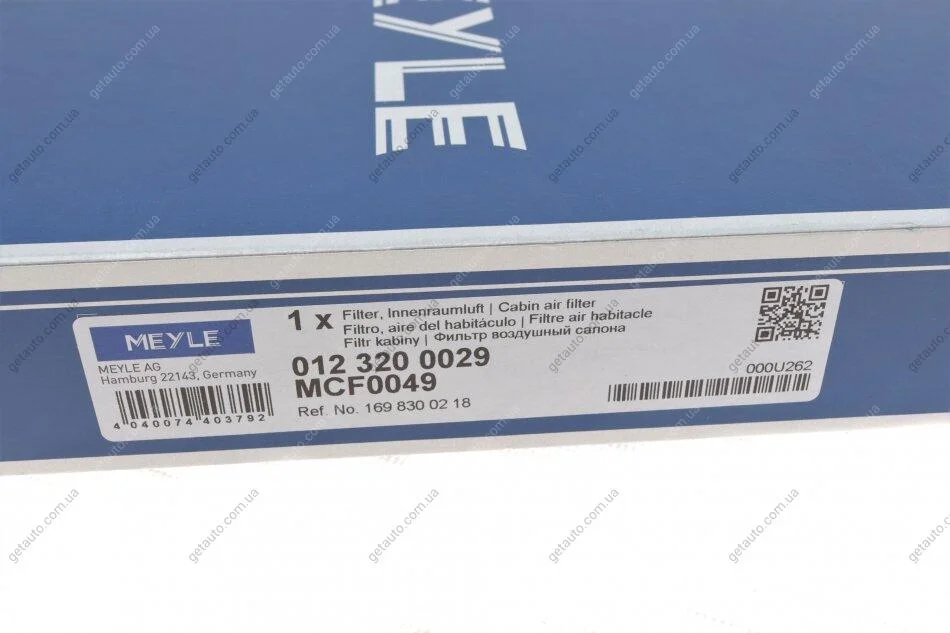 MEYLE
MEYLE
MEYLE AG
Hamburg 22143, Germany
4 040074 403792
1 x
Filter, Innenraumluft | Cabin air filter
Filtro, aire del habitáculo | Filtre air habitacle
Filtr kabiny | Фильтр воздушный салона
012 320 0029
MCF0049
Ref. No. 169 830 02 18
000U262
getauto.com.ua